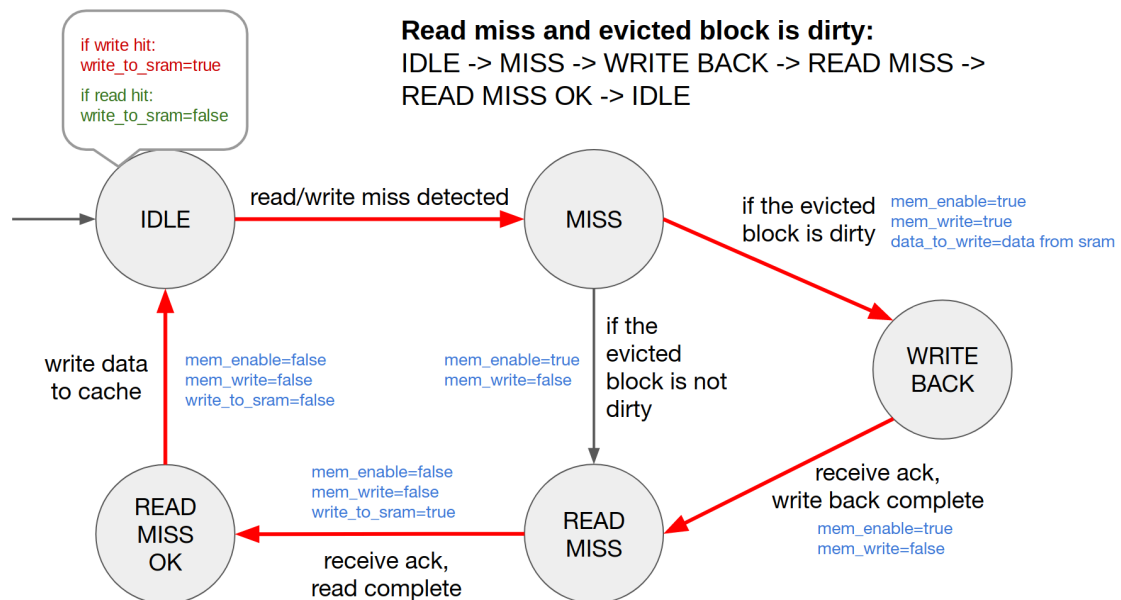 if write hit:
write_to_sram=true
if read hit:
write_to_sram=false
Read miss and evicted block is dirty:
IDLE -> MISS -> WRITE BACK -> READ MISS ->
READ MISS OK -> IDLE
IDLE
read/write miss detected
MISS
if the evicted
block is dirty
mem_enable=true
mem_write=true
data_to_write=data from sram
WRITE
BACK
if the
evicted
block is not
dirty
mem_enable=true
mem_write=false
write data
to cache
mem_enable=false
mem_write=false
write_to_sram=false
receive ack,
write back complete
mem_enable=true
mem_write=false
READ
MISS
mem_enable=false
mem_write=false
write_to_sram=true
receive ack,
read complete
READ
MISS
OK